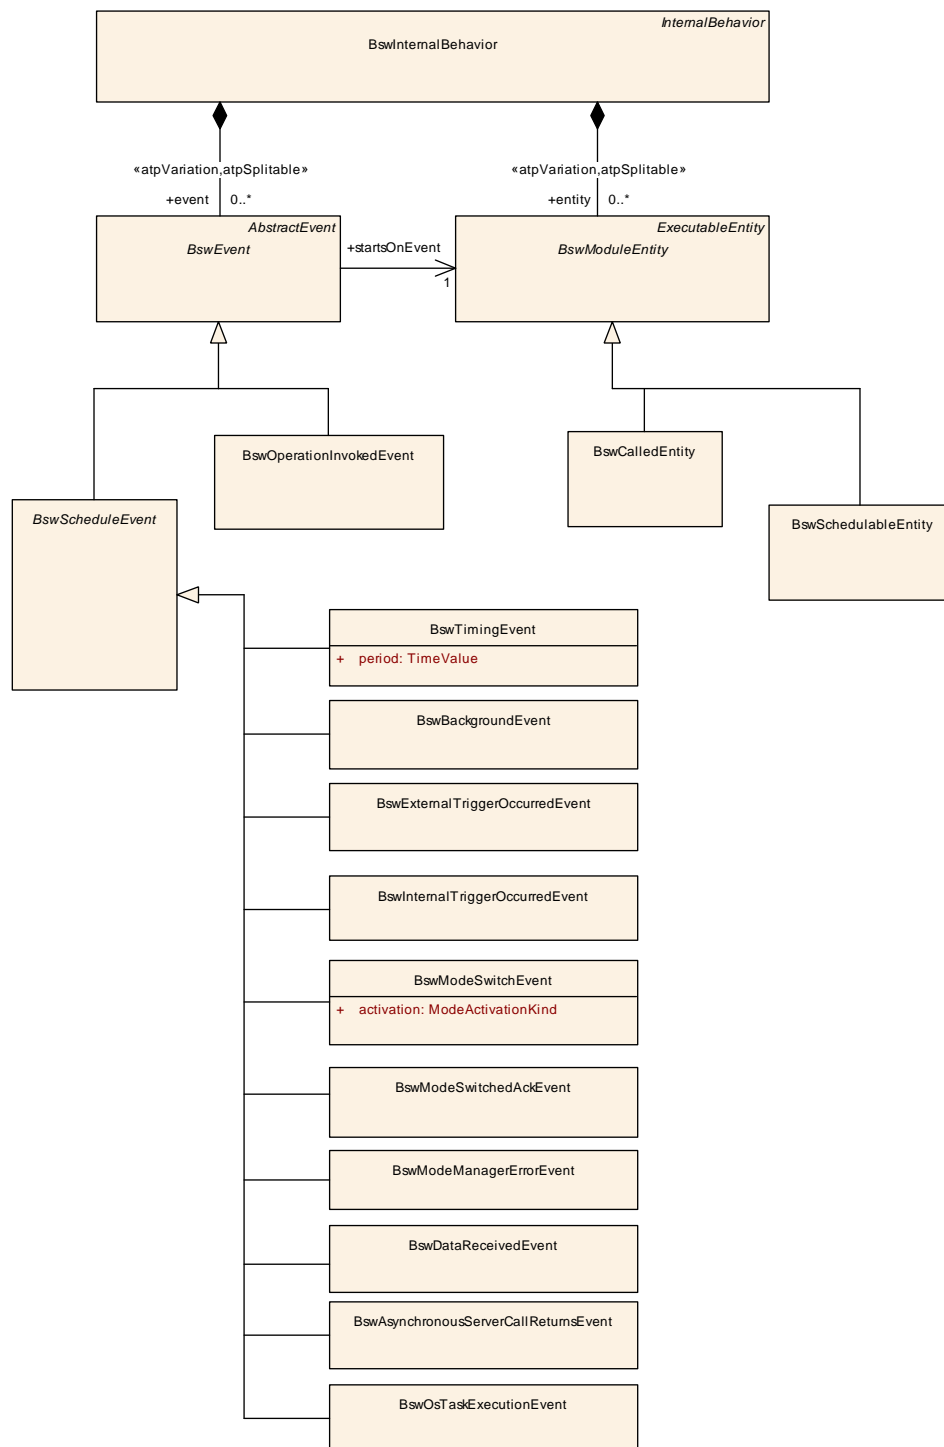 InternalBehavior
BswInternalBehavior
«atpVariation,atpSplitable»
«atpVariation,atpSplitable»
+event 0..*
+entity 0..*
AbstractEvent
BswEvent
+startsOnEvent
1
ExecutableEntity
BswModuleEntity
BswOperationInvokedEvent
BswCalledEntity
BswScheduleEvent
BswSchedulableEntity
BswTimingEvent
+ period: TimeValue
BswBackgroundEvent
BswExternalTriggerOccurredEvent
BswInternalTriggerOccurredEvent
BswModeSwitchEvent
+ activation: ModeActivationKind
BswModeSwitchedAckEvent
BswModeManagerErrorEvent
BswDataReceivedEvent
BswAsynchronousServerCallReturnsEvent
BswOsTaskExecutionEvent